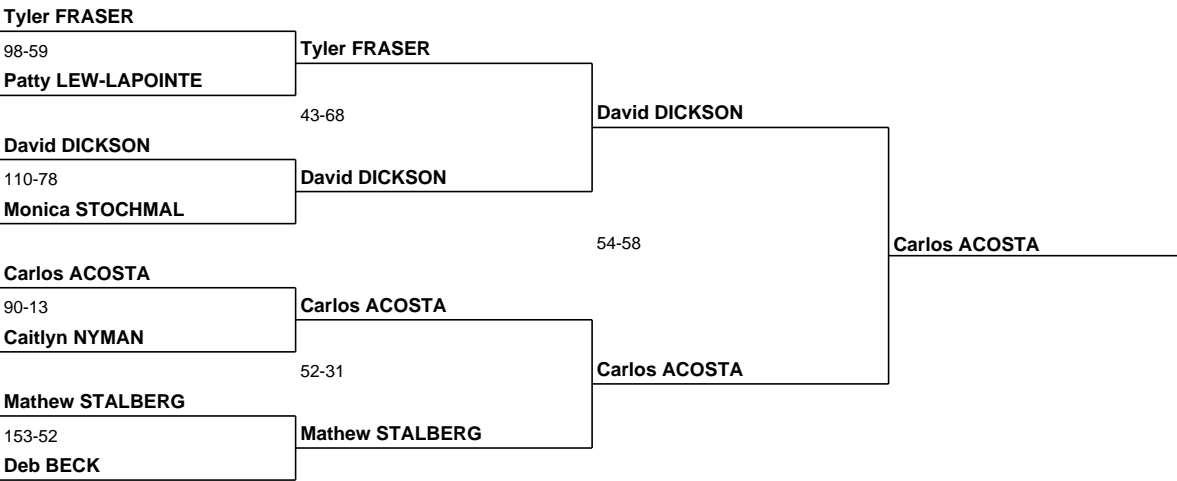 Tyler FRASER
98-59
Patty LEW-LAPOINTE
David DICKSON
110-78
Monica STOCHMAL
Carlos ACOSTA
90-13
Caitlyn NYMAN
Mathew STALBERG
153-52
Deb BECK
Tyler FRASER
43-68
David DICKSON
Carlos ACOSTA
52-31
Mathew STALBERG
David DICKSON
54-58
Carlos ACOSTA
Carlos ACOSTA